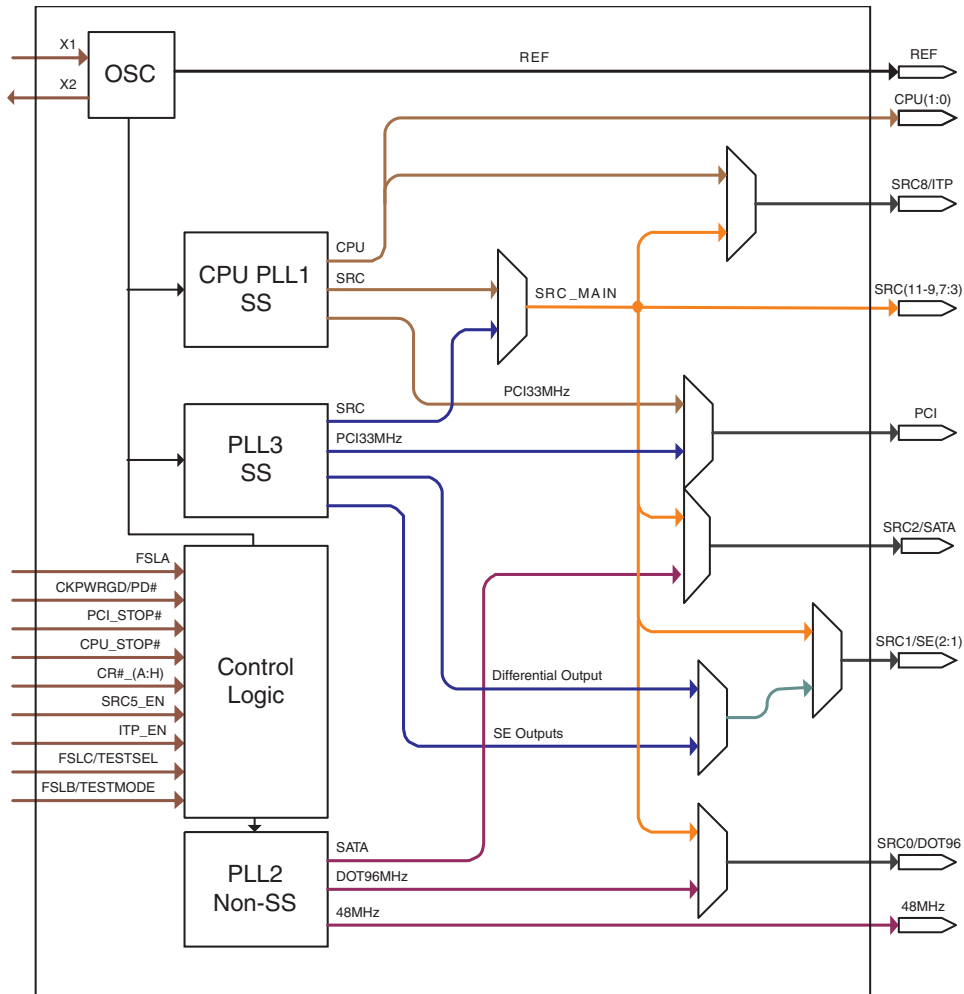 X1
X2
OSC
REF
REF
CPU(1:0)
SRC8/ITP
CPU
CPU PLL1
SS
SRC
SRC_MAIN
SRC(11-9,7:3)
PCI33MHz
PCI
SRC
PLL3
SS
PCI33MHz
SRC2/SATA
FSLA
CKPWRGD/PD#
PCI_STOP#
CPU_STOP#
CR#_(A:H)
SRC5_EN
ITP_EN
FSLC/TESTSEL
FSLB/TESTMODE
Control
Logic
Differential Output
SE Outputs
SRC1/SE(2:1)
PLL2
Non-SS
SATA
DOT96MHz
48MHz
SRC0/DOT96
48MHz